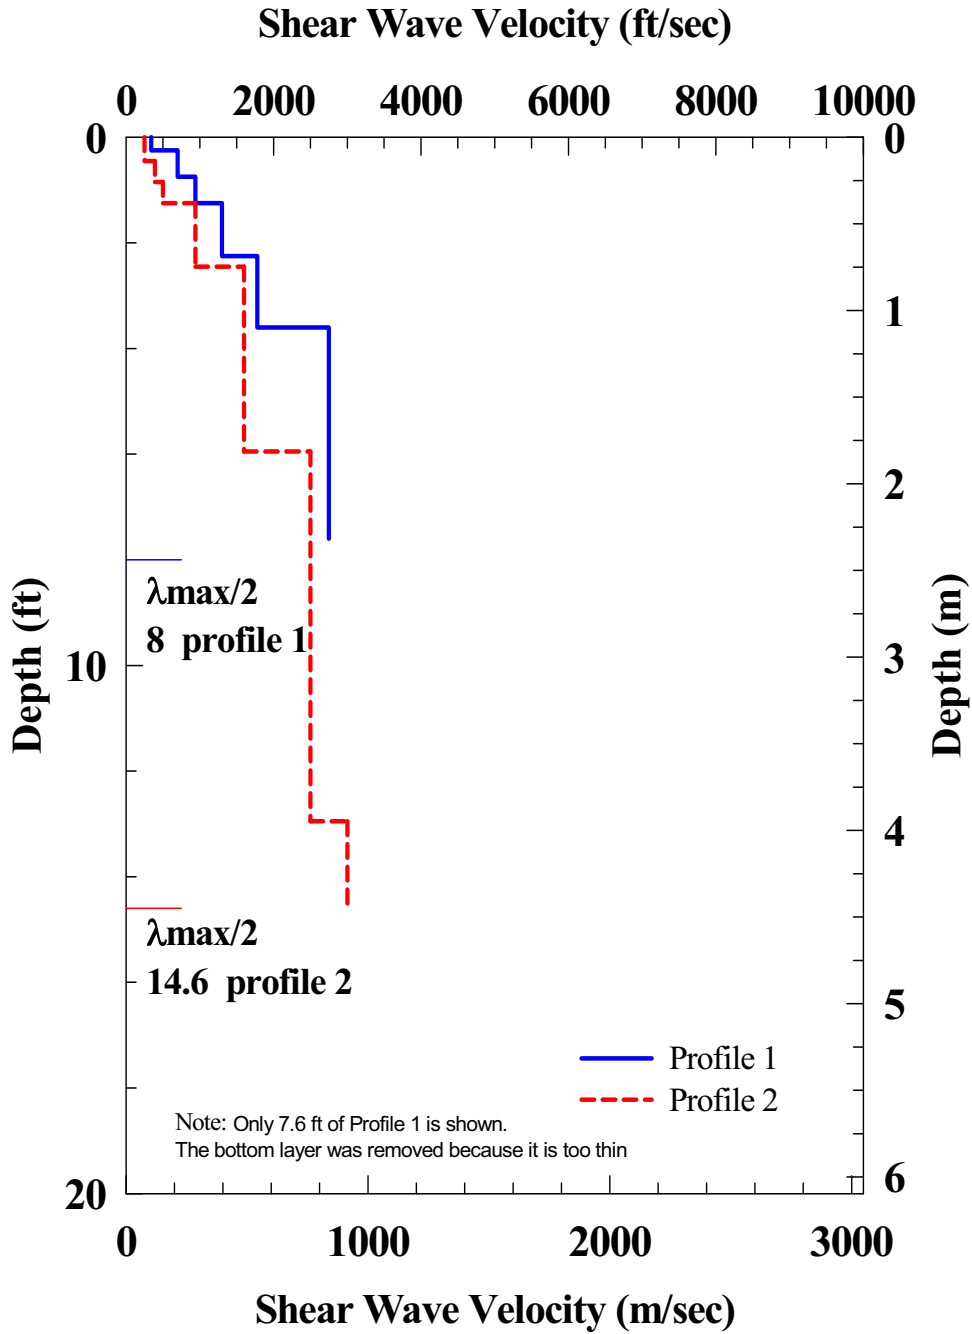 Shear Wave Velocity (ft/sec)
0 2000 4000 6000 8000 10000
0 0
1
2
λmax/2
8 profile 1
Depth (ft)
10
3
Depth (m)
4
λmax/2
14.6 profile 2
5
Profile 1
Profile 2
Note: Only 7.6 ft of Profile 1 is shown.
The bottom layer was removed because it is too thin
6
20
0 1000 2000 3000
Shear Wave Velocity (m/sec)